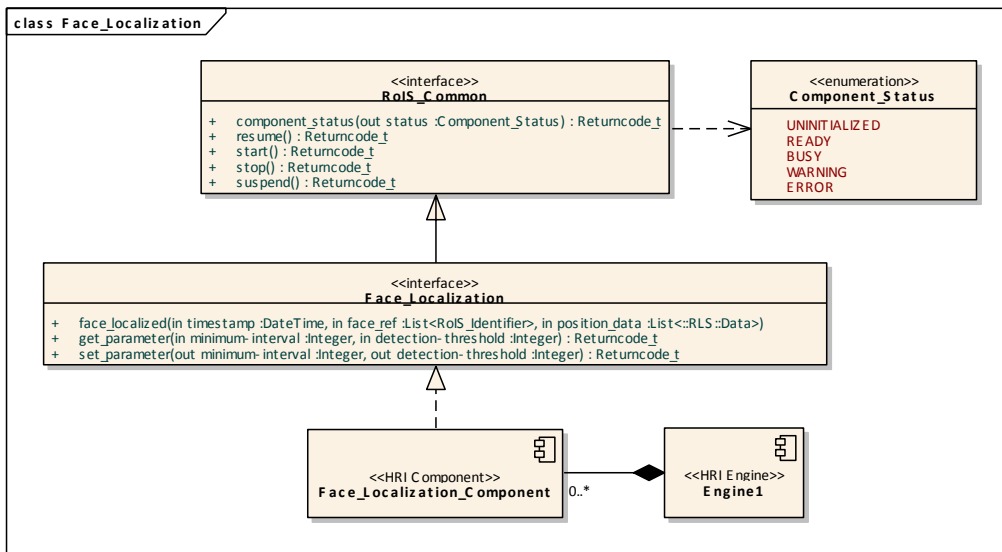 class Face_Localization
<<interface>>
RoIS_Common
+ component_status(out status :Component_Status) : Returncode_t
+ resume() : Returncode_t
+ start() : Returncode_t
+ stop() : Returncode_t
+ suspend() : Returncode_t
<<enumeration>>
Component_Status
UNINITIALIZED
READY
BUSY
WARNING
ERROR
<<interface>>
Face_Localization
+ face_localized(in timestamp :DateTime, in face_ref :List<RoIS_Identifier>, in position_data :List<::RLS::Data>)
+ get_parameter(in minimum-interval :Integer, in detection-threshold :Integer) : Returncode_t
+ set_parameter(out minimum-interval :Integer, out detection-threshold :Integer) : Returncode_t
<<HRI Component>>
Face_Localization_Component
0..*
<<HRI Engine>>
Engine1